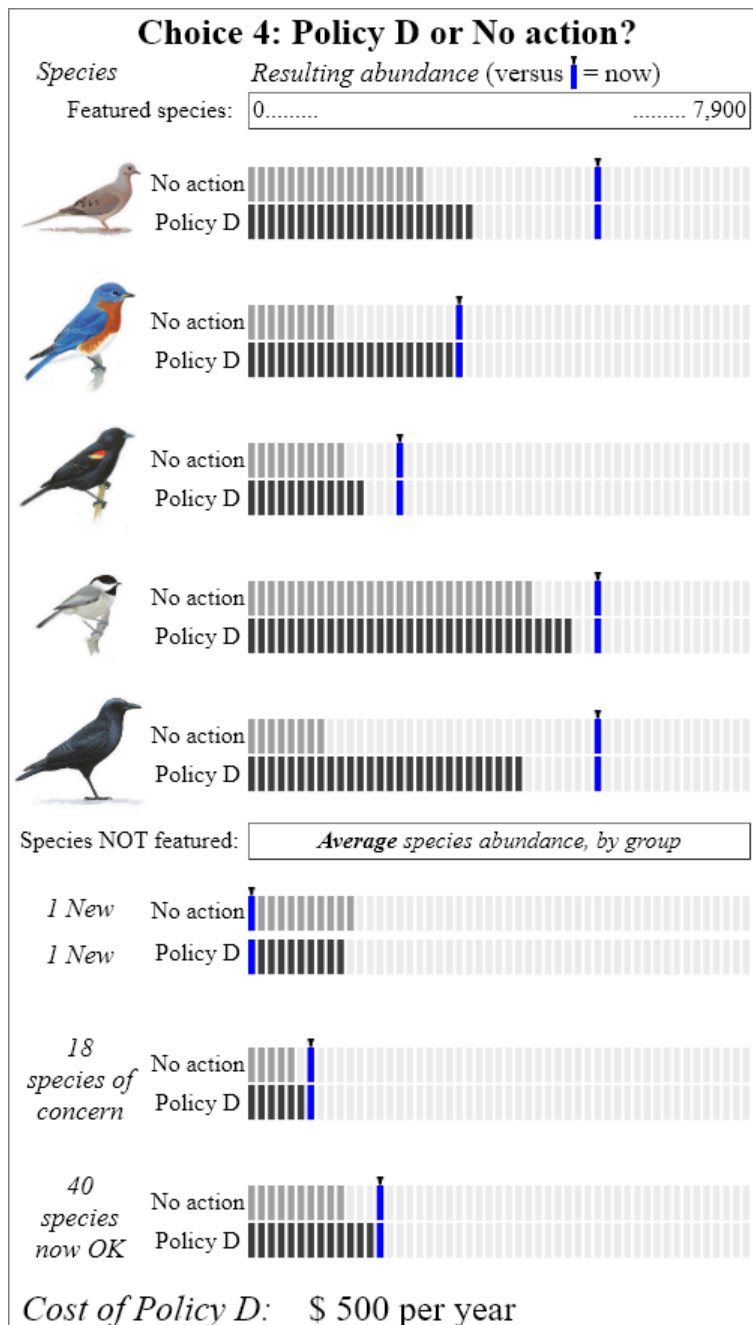 Choice 4: Policy D or No action?
Species Resulting abundance (versus = now)
Featured species: 0......... ......... 7,900
No action
Policy D
No action
Policy D
No action
Policy D
No action
Policy D
No action
Policy D
Species NOT featured: Average species abundance, by group
1 New No action
1 New Policy D
18
species of
concern
No action
Policy D
40
species
now OK
No action
Policy D
Cost of Policy D: $ 500 per year